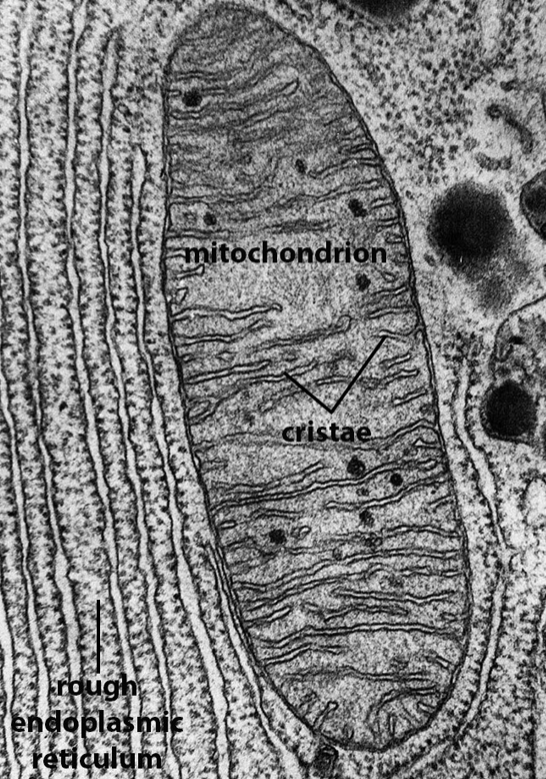 mitochondrion
cristae
rough
endoplasmic
reticulum